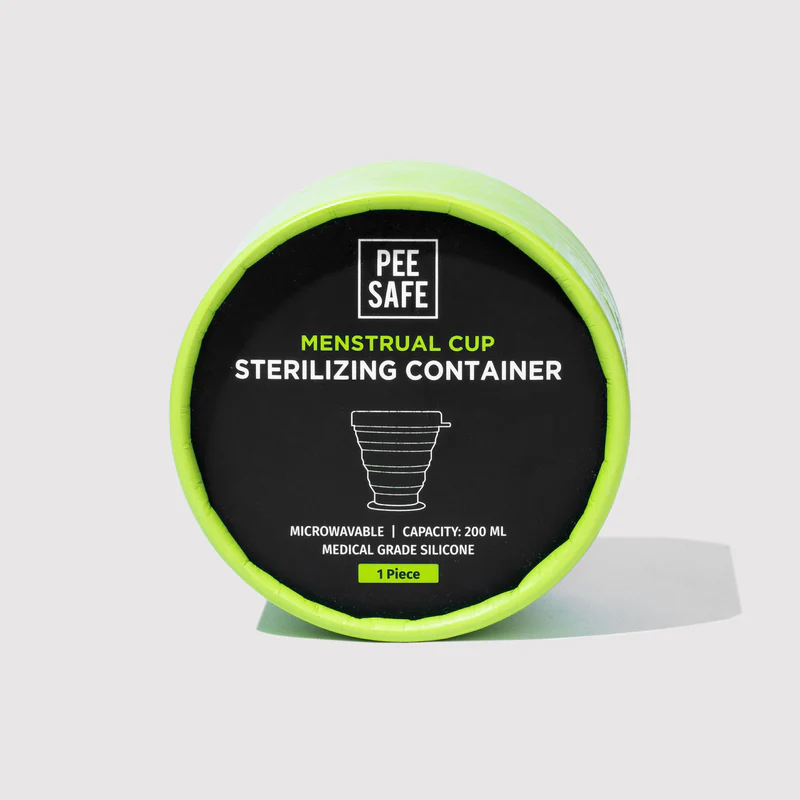 PEE
SAFE
MENSTRUAL CUP
STERILIZING CONTAINER
MICROWAVABLE | CAPACITY: 200 ML
MEDICAL GRADE SILICONE
1 Piece